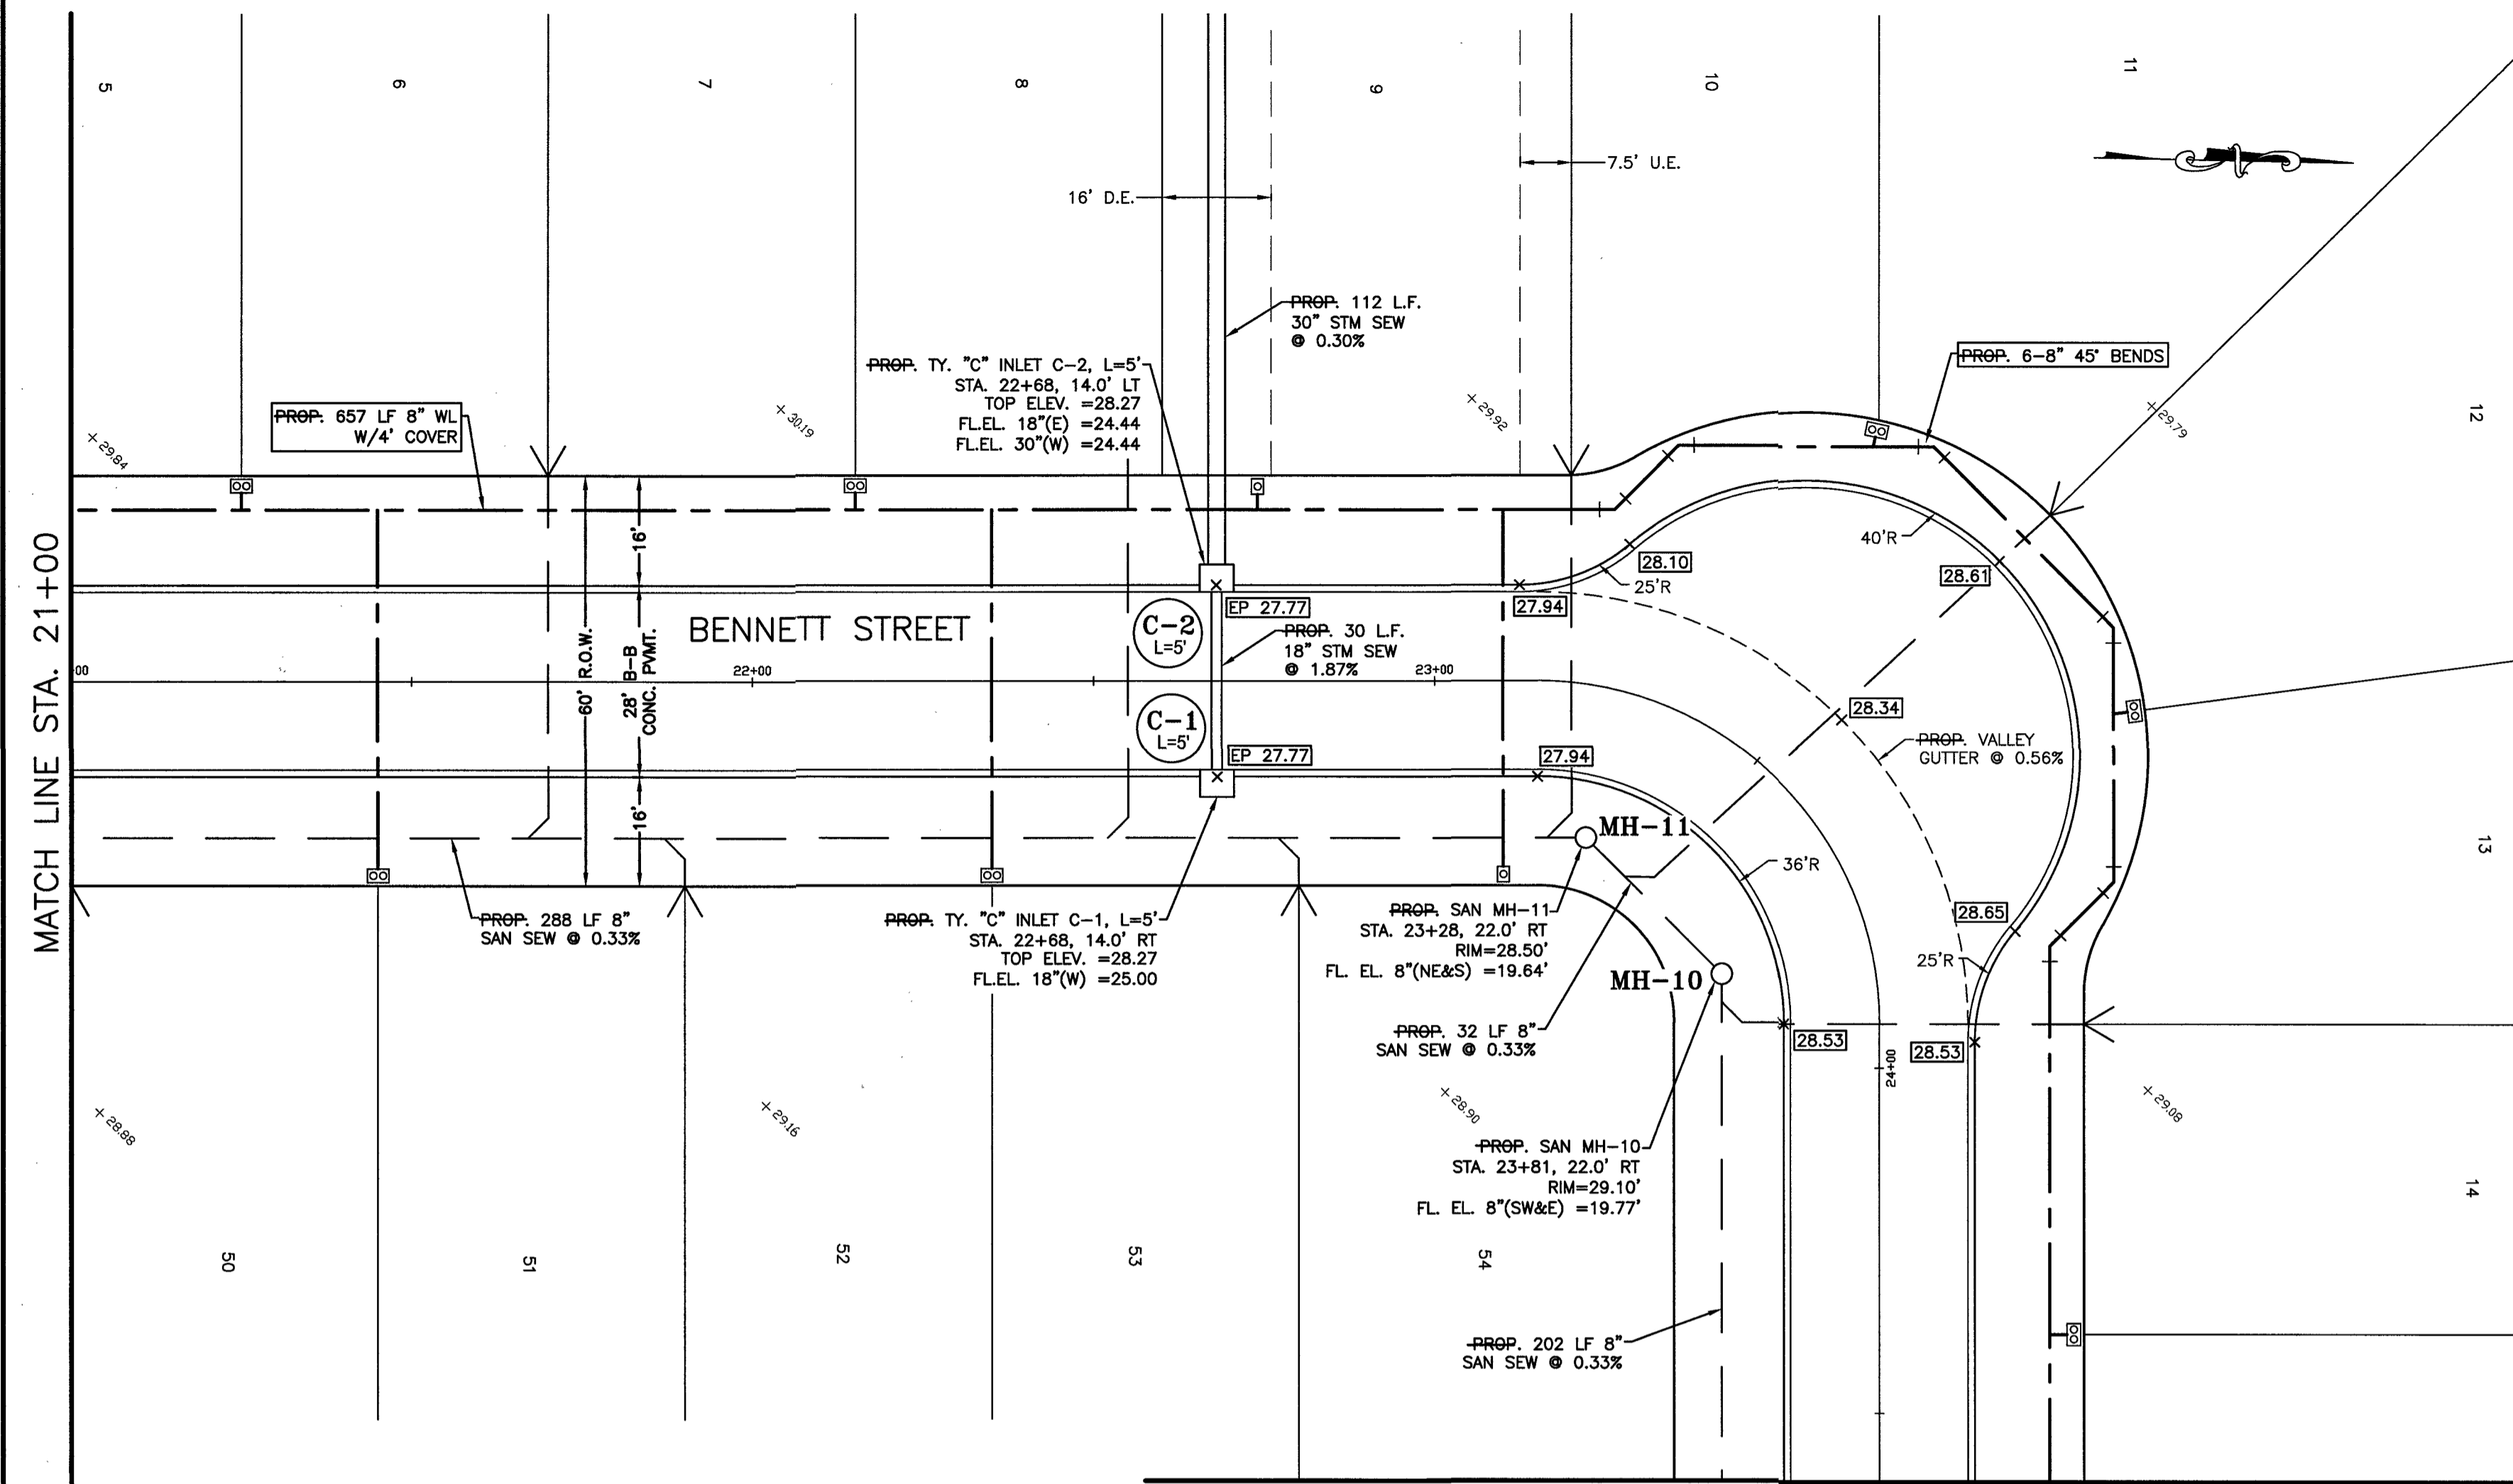 5
6
7
8
9
10
11
12
13
14
16' D.E.
7.5' U.E.
PROP. 112 L.F.
30" STM SEW
@ 0.30%
PROP. TY. "C" INLET C-2, L=5'
STA. 22+68, 14.0' LT
TOP ELEV. =28.27
FL.EL. 18"(E) =24.44
FL.EL. 30"(W) =24.44
PROP. 6-8" 45° BENDS
PROP. 657 LF 8" WL
W/4' COVER
29.84
30.19
29.92
29.79
MATCH LINE STA. 21+00
60' R.O.W.
16'
28' B-B
CONC. PVMT.
16'
BENNETT STREET
00
22+00
23+00
24+00
C-2
L=5'
C-1
L=5'
EP 27.77
EP 27.77
PROP. 30 L.F.
18" STM SEW
@ 1.87%
28.10
25'R
27.94
40'R
28.61
28.34
PROP. VALLEY
GUTTER @ 0.56%
27.94
MH-11
36'R
28.65
25'R
28.53
28.53
PROP. 288 LF 8"
SAN SEW @ 0.33%
PROP. TY. "C" INLET C-1, L=5'
STA. 22+68, 14.0' RT
TOP ELEV. =28.27
FL.EL. 18"(W) =25.00
PROP. SAN MH-11
STA. 23+28, 22.0' RT
RIM=28.50'
FL. EL. 8"(NE&S) =19.64'
MH-10
PROP. 32 LF 8"
SAN SEW @ 0.33%
28.88
29.16
28.90
29.08
PROP. SAN MH-10
STA. 23+81, 22.0' RT
RIM=29.10'
FL. EL. 8"(SW&E) =19.77'
PROP. 202 LF 8"
SAN SEW @ 0.33%
50
51
52
53
54